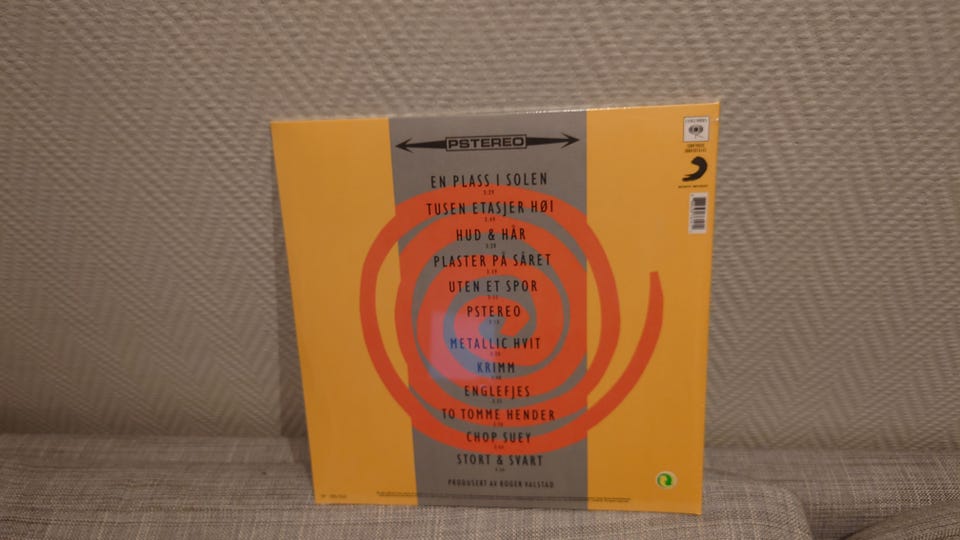 PSTEREO
EN PLASS I SOLEN
TUSEN ETASJER HØI
HUD & HÅR
PLASTER PÅ SÅRET
UTEN ET SPOR
PSTEREO
METALLIC HVIT
KRIMM
ENGLEFJES
TO TOMME HENDER
CHOP SUEY
STORT & SVART
PRODUSERT AV ROGER VALSTAD